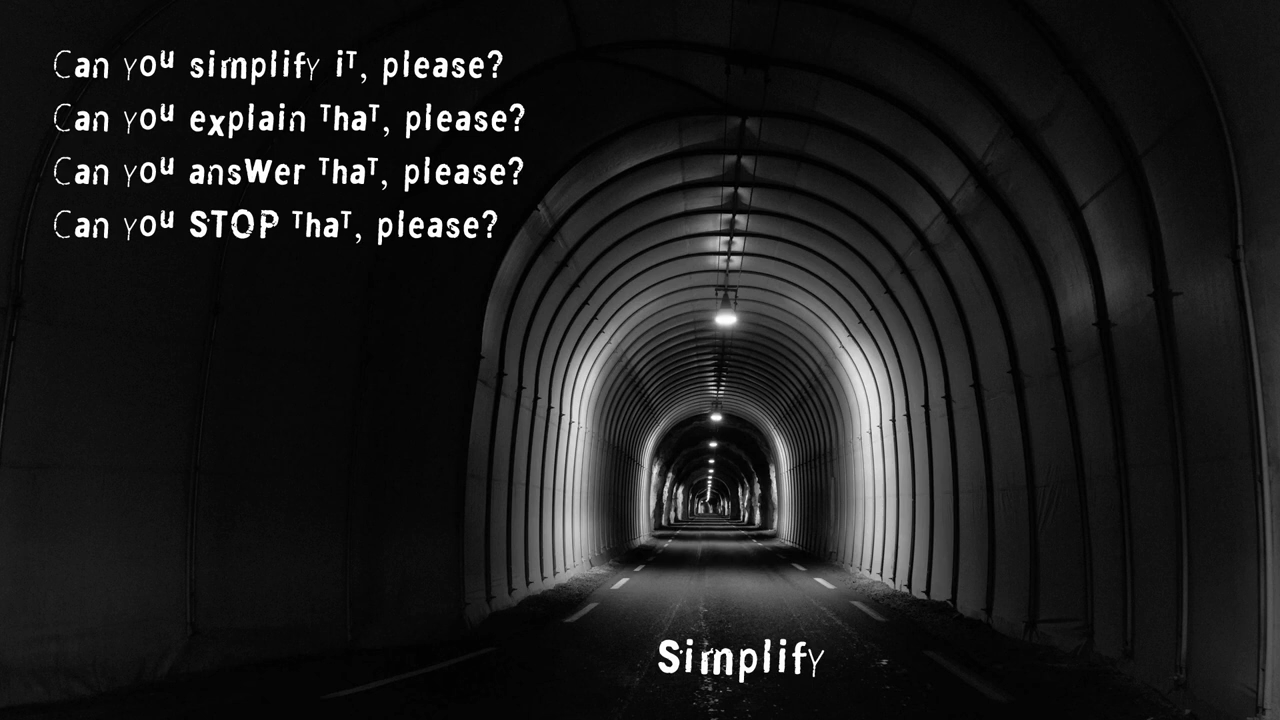 Can you simplify it, please?
Can you explain that, please?
Can you answer that, please?
Can you STOP that, please?
Simplify